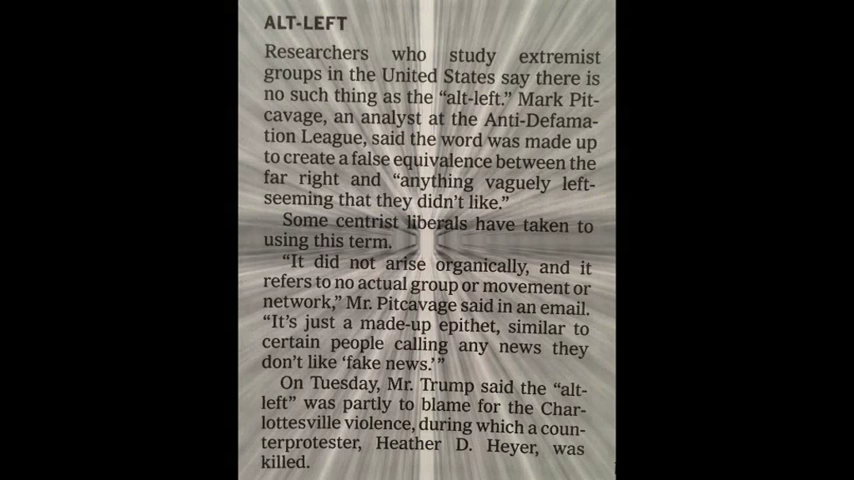 ALT-LEFT
Researchers who study extremist
groups in the United States say there is
no such thing as the “alt-left.” Mark Pit-
cavage, an analyst at the Anti-Defama-
tion League, said the word was made up
to create a false equivalence between the
far right and “anything vaguely left-
seeming that they didn’t like.”
Some centrist liberals have taken to
using this term.
“It did not arise organically, and it
refers to no actual group or movement or
network,” Mr. Pitcavage said in an email.
“It’s just a made-up epithet, similar to
certain people calling any news they
don’t like ‘fake news.’”
On Tuesday, Mr. Trump said the “alt-
left” was partly to blame for the Char-
lottesville violence, during which a coun-
terprotester, Heather D. Heyer, was
killed.